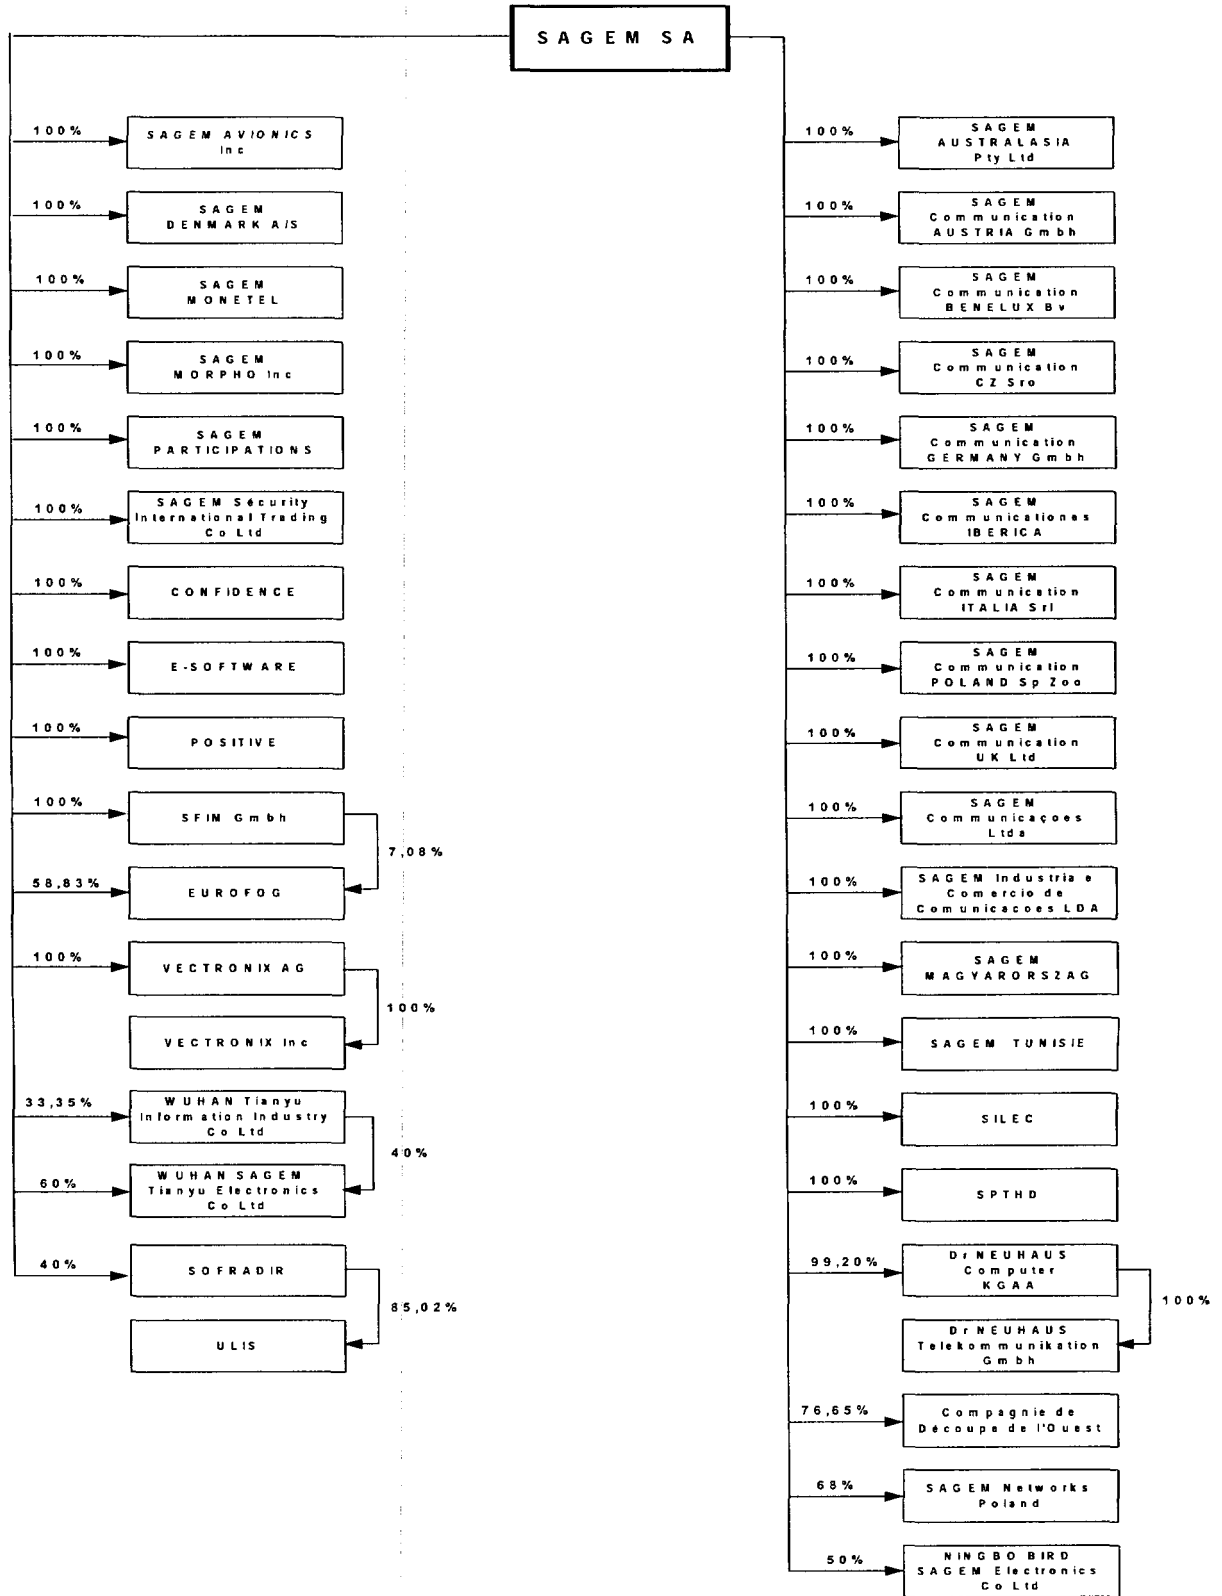 SAGEM SA
100%
SAGEM AVIONICS
Inc
100%
SAGEM
DENMARK A/S
100%
SAGEM
MONETEL
100%
SAGEM
MORPHO Inc
100%
SAGEM
PARTICIPATIONS
100%
SAGEM Sécurity
International Trading
Co Ltd
100%
CONFIDENCE
100%
E-SOFTWARE
100%
POSITIVE
100%
SFIM Gmbh
7,08%
58,83%
EUROFOG
100%
VECTRONIX AG
100%
VECTRONIX Inc
33,35%
WUHAN Tianyu
Information Industry
Co Ltd
40%
60%
WUHAN SAGEM
Tianyu Electronics
Co Ltd
40%
SOFRADIR
85,02%
ULIS
100%
SAGEM
AUSTRALASIA
Pty Ltd
100%
SAGEM
Communication
AUSTRIA Gmbh
100%
SAGEM
Communication
BENELUX Bv
100%
SAGEM
Communication
CZ Sro
100%
SAGEM
Communication
GERMANY Gmbh
100%
SAGEM
Communicationes
IBERICA
100%
SAGEM
Communication
ITALIA Srl
100%
SAGEM
Communication
POLAND Sp Zoo
100%
SAGEM
Communication
UK Ltd
100%
SAGEM
Communicaçoes
Ltda
100%
SAGEM Industria e
Comercio de
Comunicacoes LDA
100%
SAGEM
MAGYARORSZAG
100%
SAGEM TUNISIE
100%
SILEC
100%
SPTHD
99,20%
Dr NEUHAUS
Computer
KGAA
100%
Dr NEUHAUS
Telekommunikation
Gmbh
76,65%
Compagnie de
Découpe de l'Ouest
68%
SAGEM Networks
Poland
50%
NINGBO BIRD
SAGEM Electronics
Co Ltd